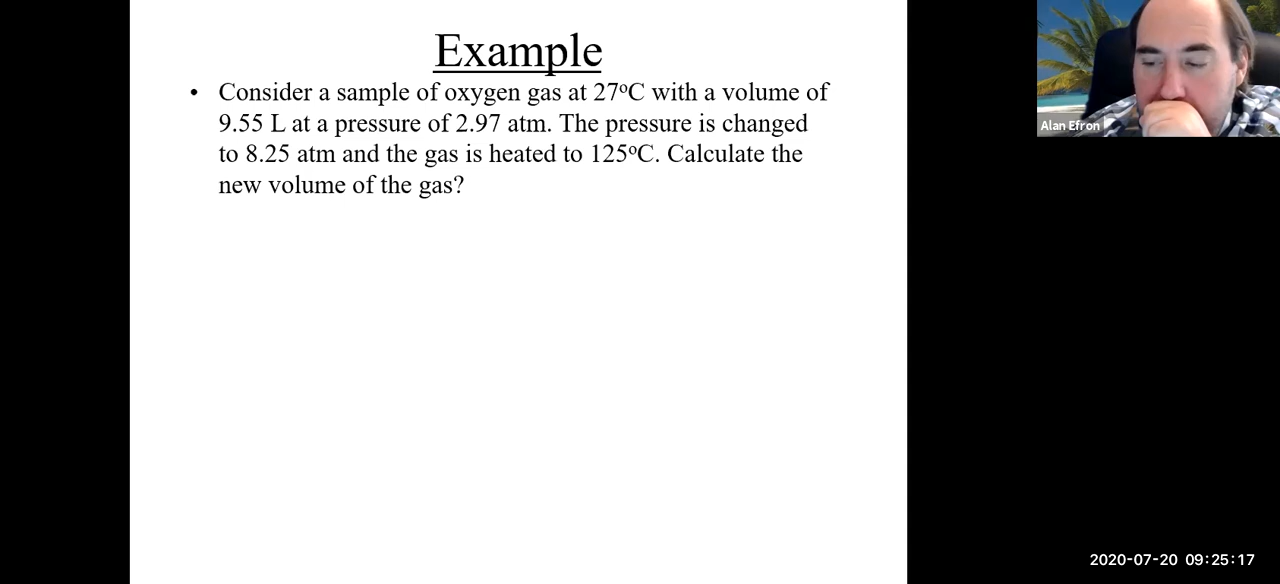 Example
• Consider a sample of oxygen gas at 27ºC with a volume of
9.55 L at a pressure of 2.97 atm. The pressure is changed
to 8.25 atm and the gas is heated to 125ºC. Calculate the
new volume of the gas?
Alan Efron
2020-07-20 09:25:17